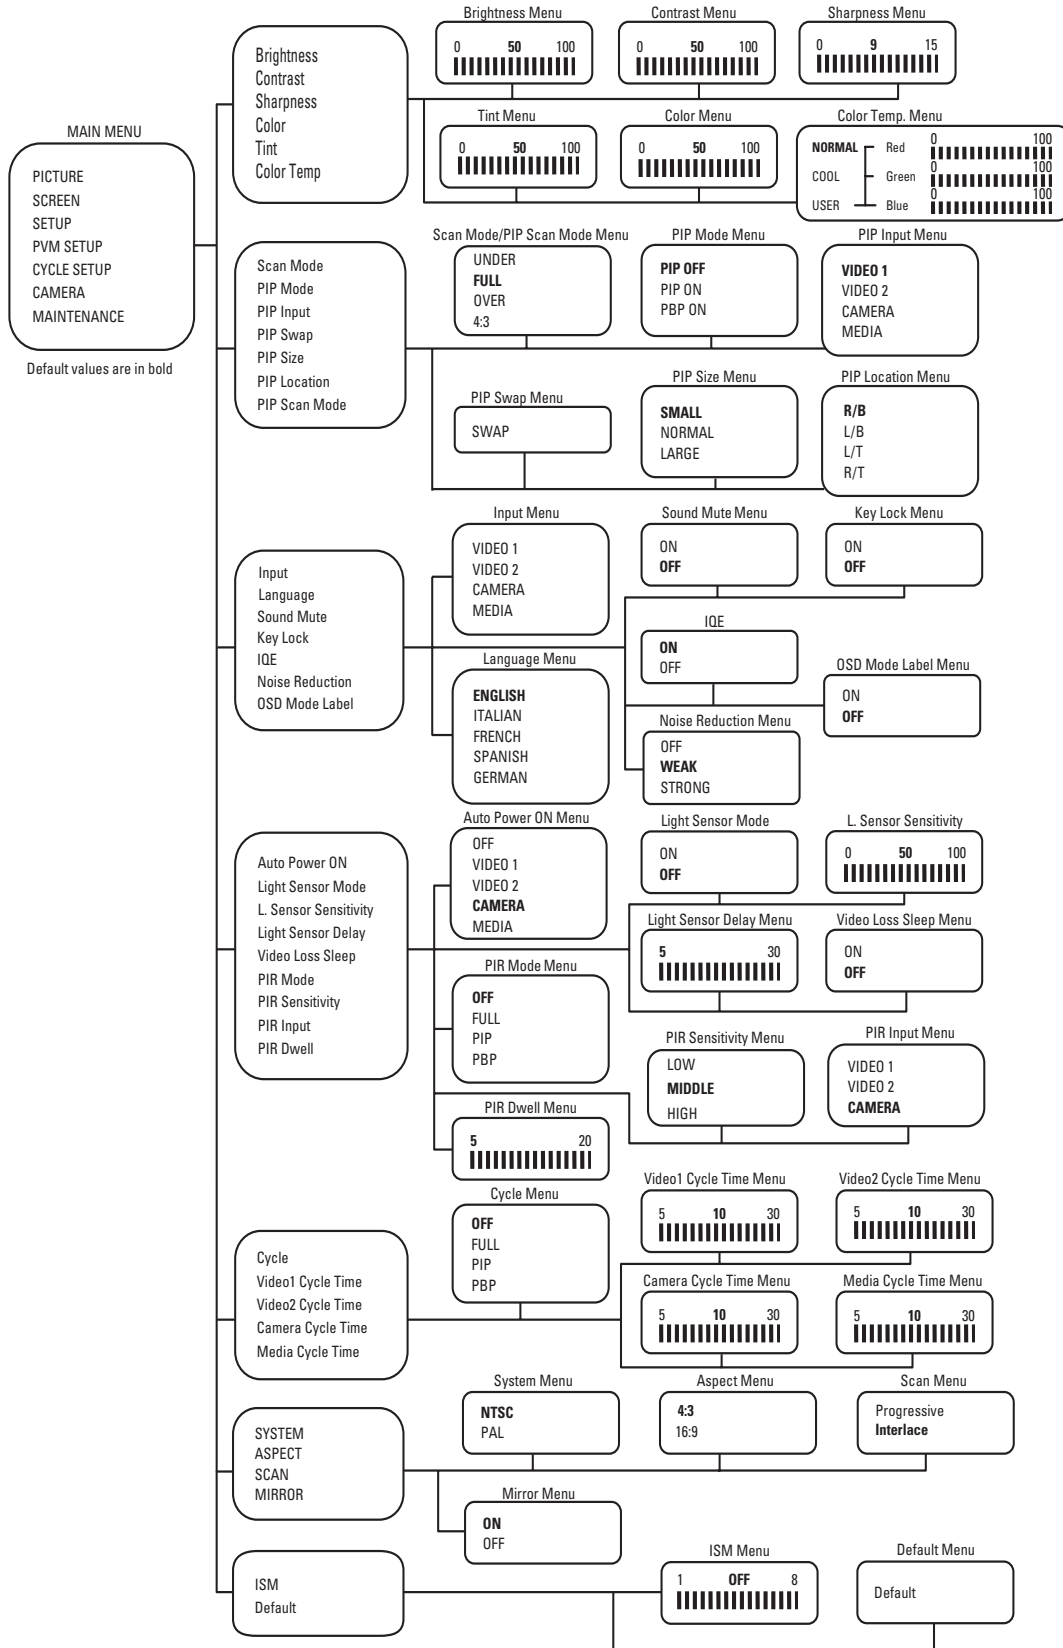 MAIN MENU
PICTURE
SCREEN
SETUP
PVM SETUP
CYCLE SETUP
CAMERA
MAINTENANCE
Default values are in bold
Brightness
Contrast
Sharpness
Color
Tint
Color Temp
Brightness Menu
0 50 100
Contrast Menu
0 50 100
Sharpness Menu
0 9 15
Tint Menu
0 50 100
Color Menu
0 50 100
Color Temp. Menu
NORMAL Red 0 100
COOL Green 0 100
USER Blue 0 100
Scan Mode
PIP Mode
PIP Input
PIP Swap
PIP Size
PIP Location
PIP Scan Mode
Scan Mode/PIP Scan Mode Menu
UNDER
FULL
OVER
4:3
PIP Mode Menu
PIP OFF
PIP ON
PBP ON
PIP Input Menu
VIDEO 1
VIDEO 2
CAMERA
MEDIA
PIP Swap Menu
SWAP
PIP Size Menu
SMALL
NORMAL
LARGE
PIP Location Menu
R/B
L/B
L/T
R/T
Input
Language
Sound Mute
Key Lock
IQE
Noise Reduction
OSD Mode Label
Input Menu
VIDEO 1
VIDEO 2
CAMERA
MEDIA
Sound Mute Menu
ON
OFF
Key Lock Menu
ON
OFF
IQE
ON
OFF
Language Menu
ENGLISH
ITALIAN
FRENCH
SPANISH
GERMAN
OSD Mode Label Menu
ON
OFF
Noise Reduction Menu
OFF
WEAK
STRONG
Auto Power ON
Light Sensor Mode
L. Sensor Sensitivity
Light Sensor Delay
Video Loss Sleep
PIR Mode
PIR Sensitivity
PIR Input
PIR Dwell
Auto Power ON Menu
OFF
VIDEO 1
VIDEO 2
CAMERA
MEDIA
Light Sensor Mode
ON
OFF
L. Sensor Sensitivity
0 50 100
Light Sensor Delay Menu
5 30
Video Loss Sleep Menu
ON
OFF
PIR Mode Menu
OFF
FULL
PIP
PBP
PIR Sensitivity Menu
LOW
MIDDLE
HIGH
PIR Input Menu
VIDEO 1
VIDEO 2
CAMERA
PIR Dwell Menu
5 20
Cycle
Video1 Cycle Time
Video2 Cycle Time
Camera Cycle Time
Media Cycle Time
Cycle Menu
OFF
FULL
PIP
PBP
Video1 Cycle Time Menu
5 10 30
Video2 Cycle Time Menu
5 10 30
Camera Cycle Time Menu
5 10 30
Media Cycle Time Menu
5 10 30
SYSTEM
ASPECT
SCAN
MIRROR
System Menu
NTSC
PAL
Aspect Menu
4:3
16:9
Scan Menu
Progressive
Interlace
Mirror Menu
ON
OFF
ISM
Default
ISM Menu
1 OFF 8
Default Menu
Default